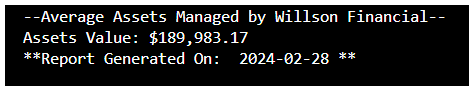 --Average Assets Managed by Willson Financial--
Assets Value: $189,983.17
**Report Generated On:  2024-02-28 **